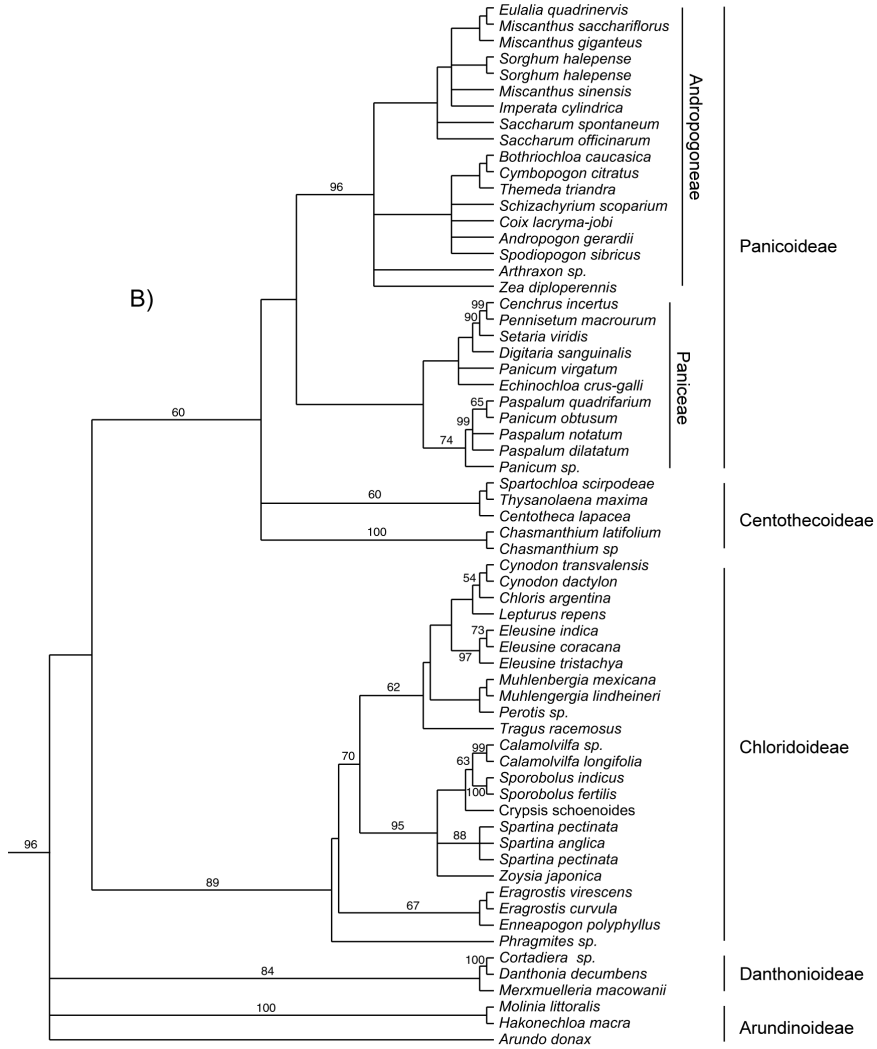 Eulalia quadrinervis
Miscanthus sacchariflorus
Miscanthus giganteus
Sorghum halepense
Sorghum halepense
Miscanthus sinensis
Imperata cylindrica
Saccharum spontaneum
Saccharum officinarum
Bothriochloa caucasica
Cymbopogon citratus
Themeda triandra
96
Schizachyrium scoparium
Coix lacryma-jobi
Andropogon gerardii
Spodiopogon sibricus
Arthraxon sp.
Zea diploperennis
Andropogoneae
Panicoideae
B)
99
Cenchrus incertus
90
Pennisetum macrourum
Setaria viridis
Digitaria sanguinalis
Panicum virgatum
Echinochloa crus-galli
65
Paspalum quadrifarium
Panicum obtusum
60
99
Paspalum notatum
74
Paspalum dilatatum
Panicum sp.
Paniceae
Spartochloa scirpodeae
60
Thysanolaena maxima
Centotheca lapacea
Centothecoideae
100
Chasmanthium latifolium
Chasmanthium sp
Cynodon transvalensis
54
Cynodon dactylon
Chloris argentina
Lepturus repens
73
Eleusine indica
Eleusine coracana
97
Eleusine tristachya
Muhlenbergia mexicana
62
Muhlengergia lindheineri
Perotis sp.
Tragus racemosus
Chloridoideae
70
99
Calamolvilfa sp.
63
Calamolvilfa longifolia
Sporobolus indicus
100
Sporobolus fertilis
Crypsis schoenoides
95
Spartina pectinata
88
Spartina anglica
96
Spartina pectinata
Zoysia japonica
89
Eragrostis virescens
67
Eragrostis curvula
Enneapogon polyphyllus
Phragmites sp.
100
Cortadiera sp.
84
Danthonia decumbens
Danthonioideae
Merxmuelleria macowanii
100
Molinia littoralis
Hakonechloa macra
Arundinoideae
Arundo donax